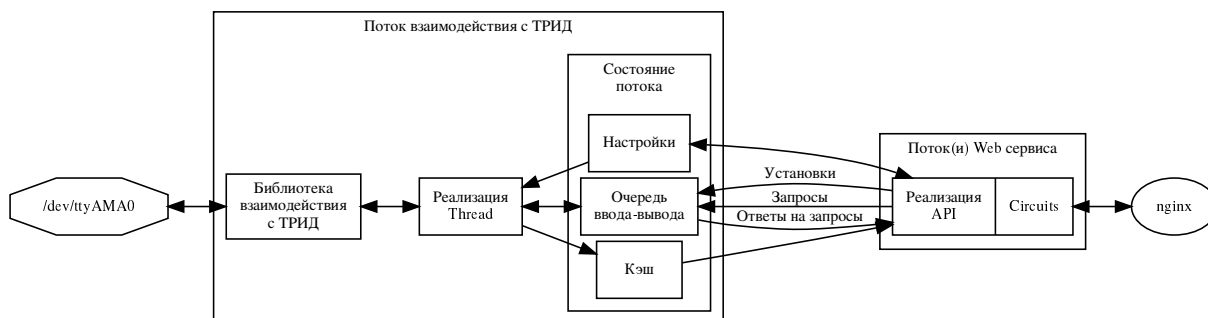 Поток взаимодействия с ТРИД
Состояние
потока
Настройки
Поток(и) Web сервиса
Установки
/dev/ttyAMA0
Библиотека
взаимодействия
с ТРИД
Реализация
Thread
Очередь
ввода-вывода
Запросы
Ответы на запросы
Реализация
API
Circuits
nginx
Кэш